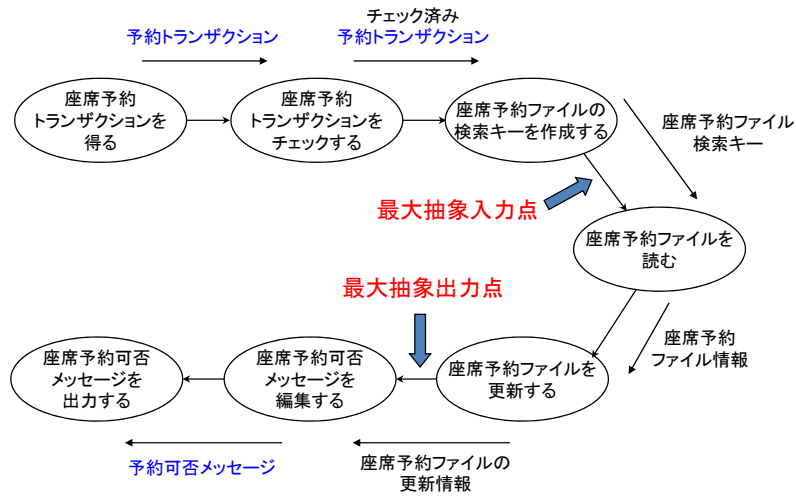 チェック済み
予約トランザクション
予約トランザクション
座席予約
トランザクションを
得る
座席予約
トランザクションを
チェックする
座席予約ファイルの
検索キーを作成する
座席予約ファイル
検索キー
最大抽象入力点
座席予約ファイルを
読む
最大抽象出力点
座席予約
ファイル情報
座席予約可否
メッセージを
出力する
座席予約可否
メッセージを
編集する
座席予約ファイルを
更新する
予約可否メッセージ
座席予約ファイルの
更新情報